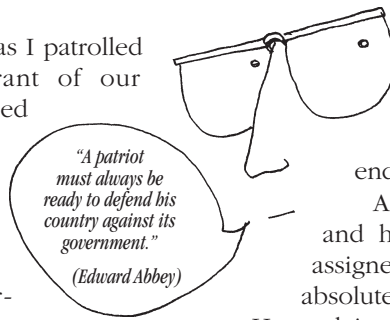 as I patrolled
rant of our
ed
“A patriot
must always be
ready to defend his
country against its
government.”
(Edward Abbey)
r-
enc
A
and h
assigne
absolute